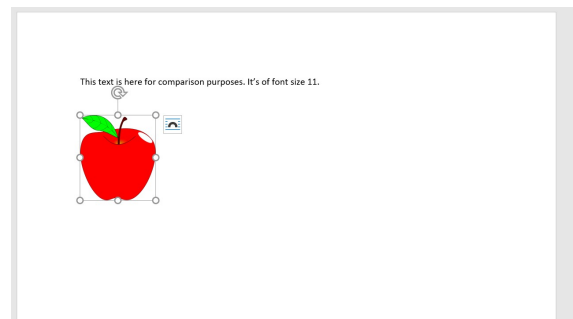 This text is here for comparison purposes. It’s of font size 11.